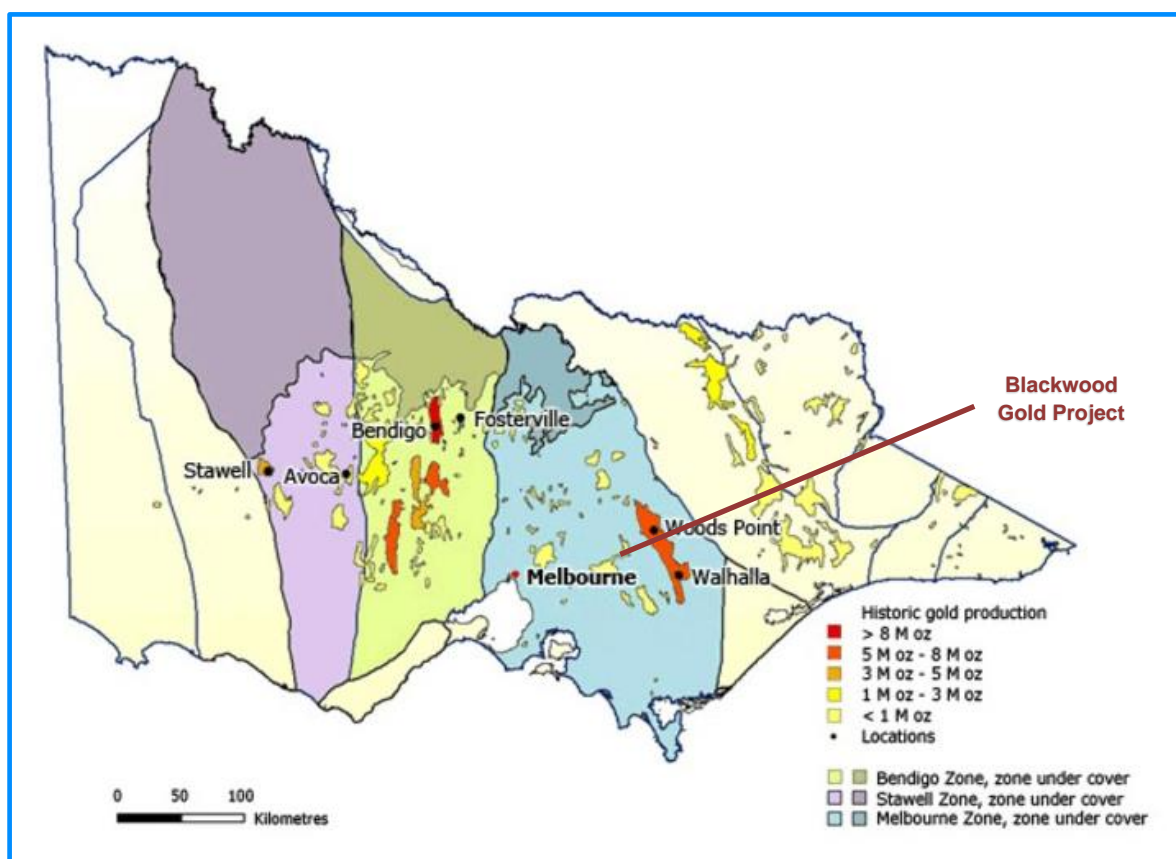 Blackwood
Gold Project
Fosterville
Bendigo
Stawell
Avoca
Woods Point
Melbourne
Walhalla
Historic gold production
> 8 M oz
5 M oz - 8 M oz
3 M oz - 5 M oz
1 M oz - 3 M oz
< 1 M oz
Locations
Bendigo Zone, zone under cover
Stawell Zone, zone under cover
Melbourne Zone, zone under cover
0 50 100
Kilometres